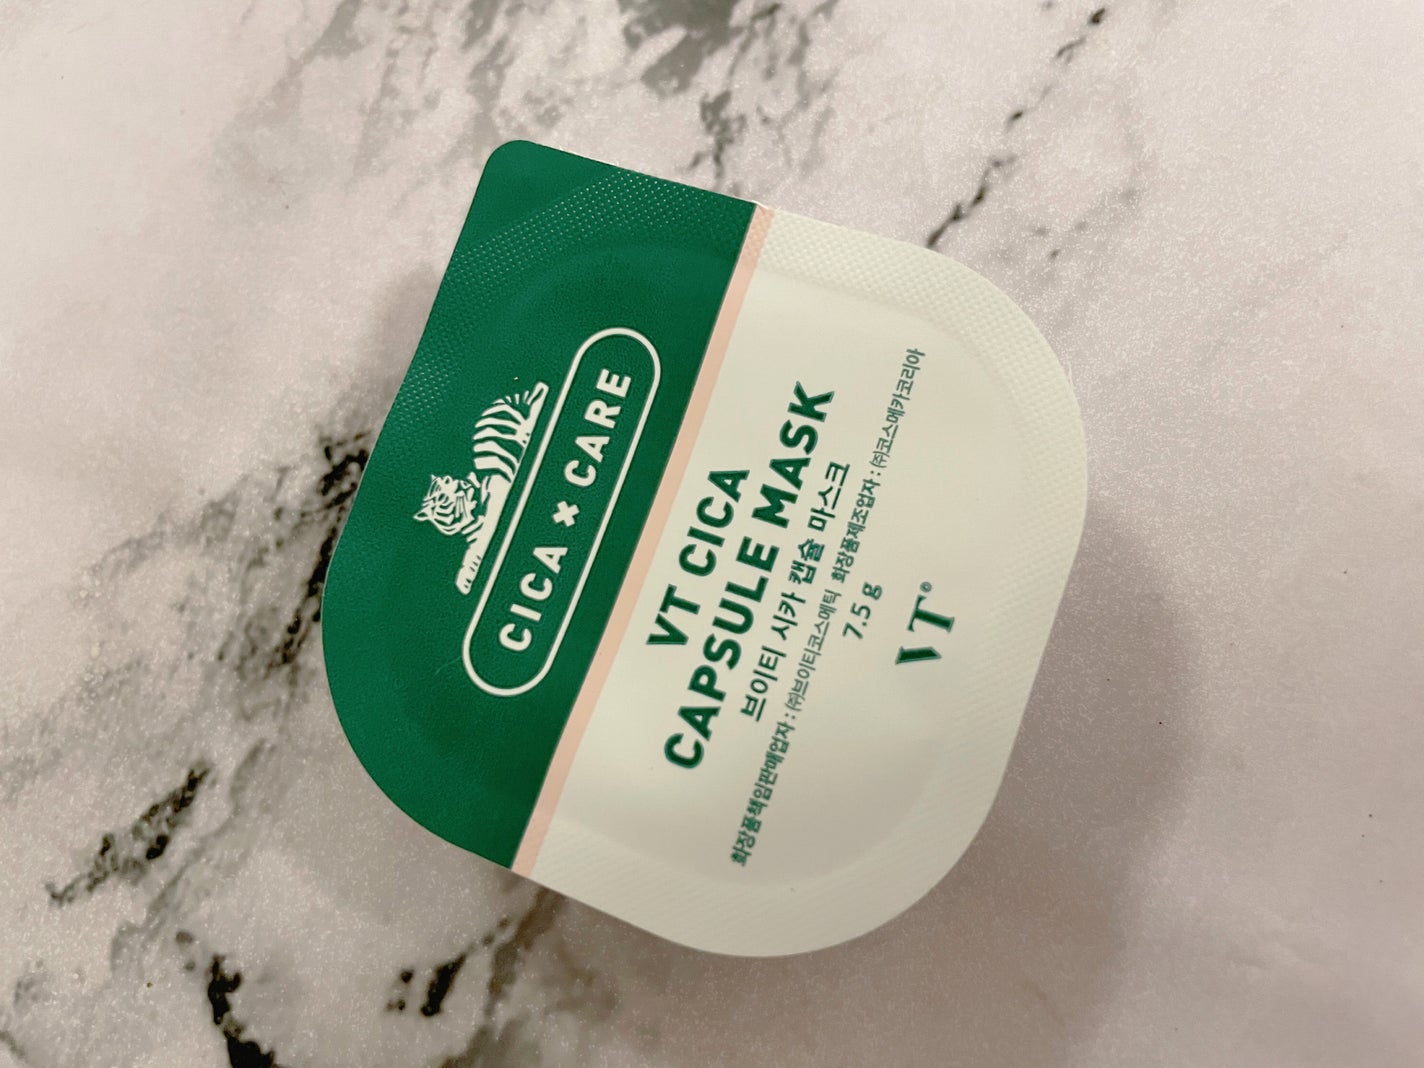 CICA × CARE
VT CICA
CAPSULE MASK
브이티 시카 캡슐 마스크
화장품책임판매업자 : ㈜브이티코스메틱 화장품제조업자 : ㈜코스메카코리아
7.5 g
VT®